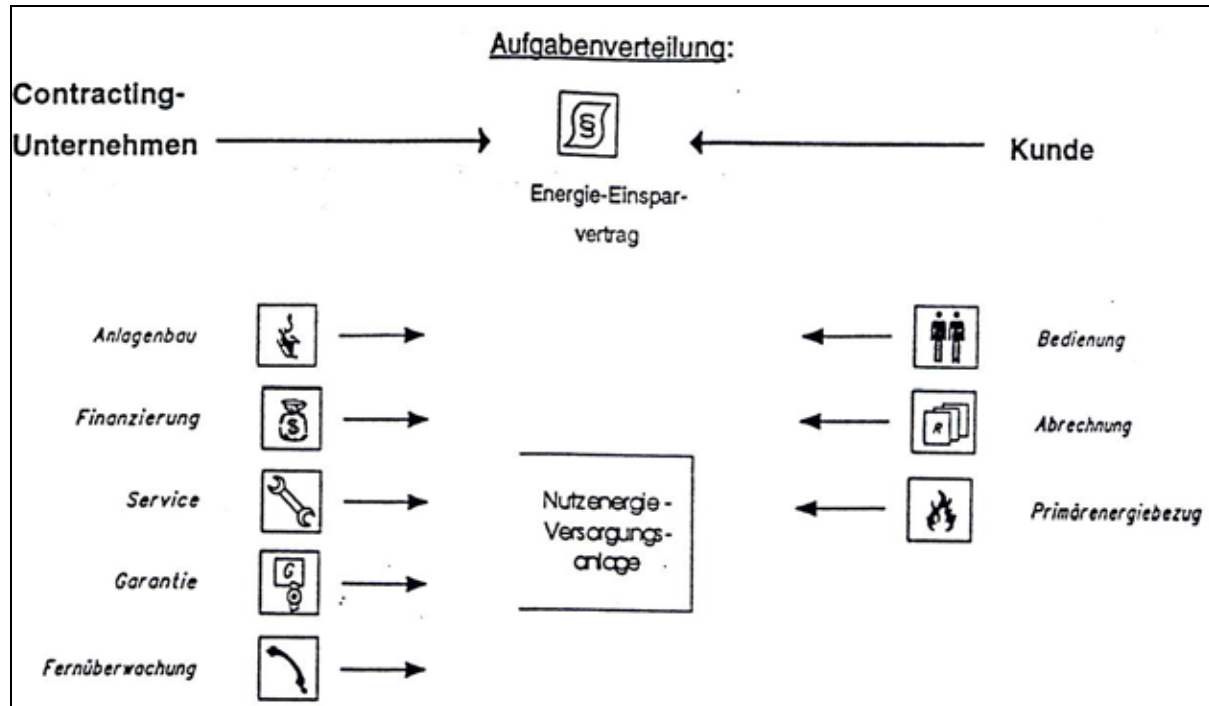 Aufgabenverteilung:
Contracting-
Unternehmen
§
Kunde
Energie-Einspar-
vertrag
Anlagenbau
Bedienung
Finanzierung
$
R
Abrechnung
Service
Nutzenergie-
Versorgungs-
anlage
Primärenergiebezug
Garantie
G
Fernüberwachung